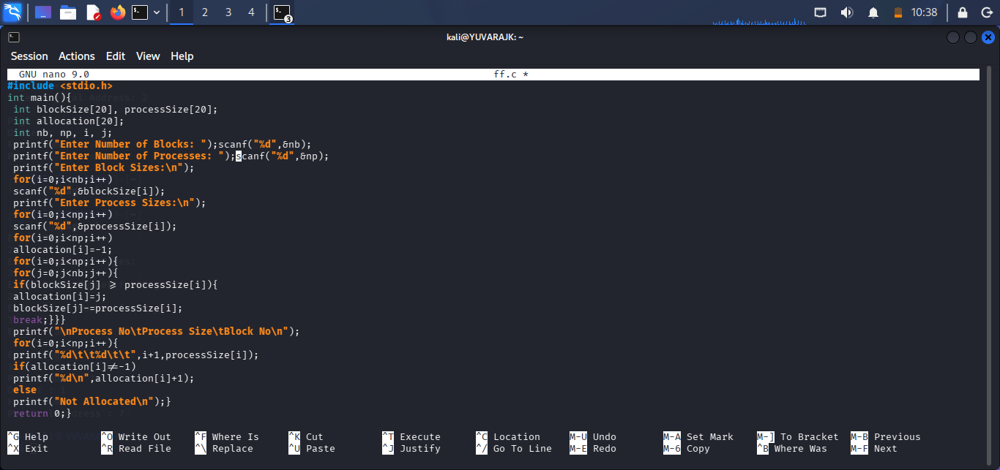 1 2 3 4 3 10:38
kali@YUVARAJK: ~
Session Actions Edit View Help
GNU nano 9.0 ff.c *
#include <stdio.h>
int main(){
int blockSize[20], processSize[20];
int allocation[20];
int nb, np, i, j;
printf("Enter Number of Blocks: ");scanf("%d",&nb);
printf("Enter Number of Processes: ");scanf("%d",&np);
printf("Enter Block Sizes:\n");
for(i=0;i<nb;i++)
scanf("%d",&blockSize[i]);
printf("Enter Process Sizes:\n");
for(i=0;i<np;i++)
scanf("%d",&processSize[i]);
for(i=0;i<np;i++)
allocation[i]=-1;
for(i=0;i<np;i++){
for(j=0;j<nb;j++){
if(blockSize[j] >= processSize[i]){
allocation[i]=j;
blockSize[j]-=processSize[i];
break;}}}
printf("\nProcess No\tProcess Size\tBlock No\n");
for(i=0;i<np;i++){
printf("%d\t\t%d\t\t",i+1,processSize[i]);
if(allocation[i]!=-1)
printf("%d\n",allocation[i]+1);
else
printf("Not Allocated\n");}
return 0;}
^G Help ^O Write Out ^F Where Is ^K Cut ^T Execute ^C Location M-U Undo M-A Set Mark M-] To Bracket M-B Previous
^X Exit ^R Read File ^\ Replace ^U Paste ^J Justify ^/ Go To Line M-E Redo M-6 Copy ^B Where Was M-F Next